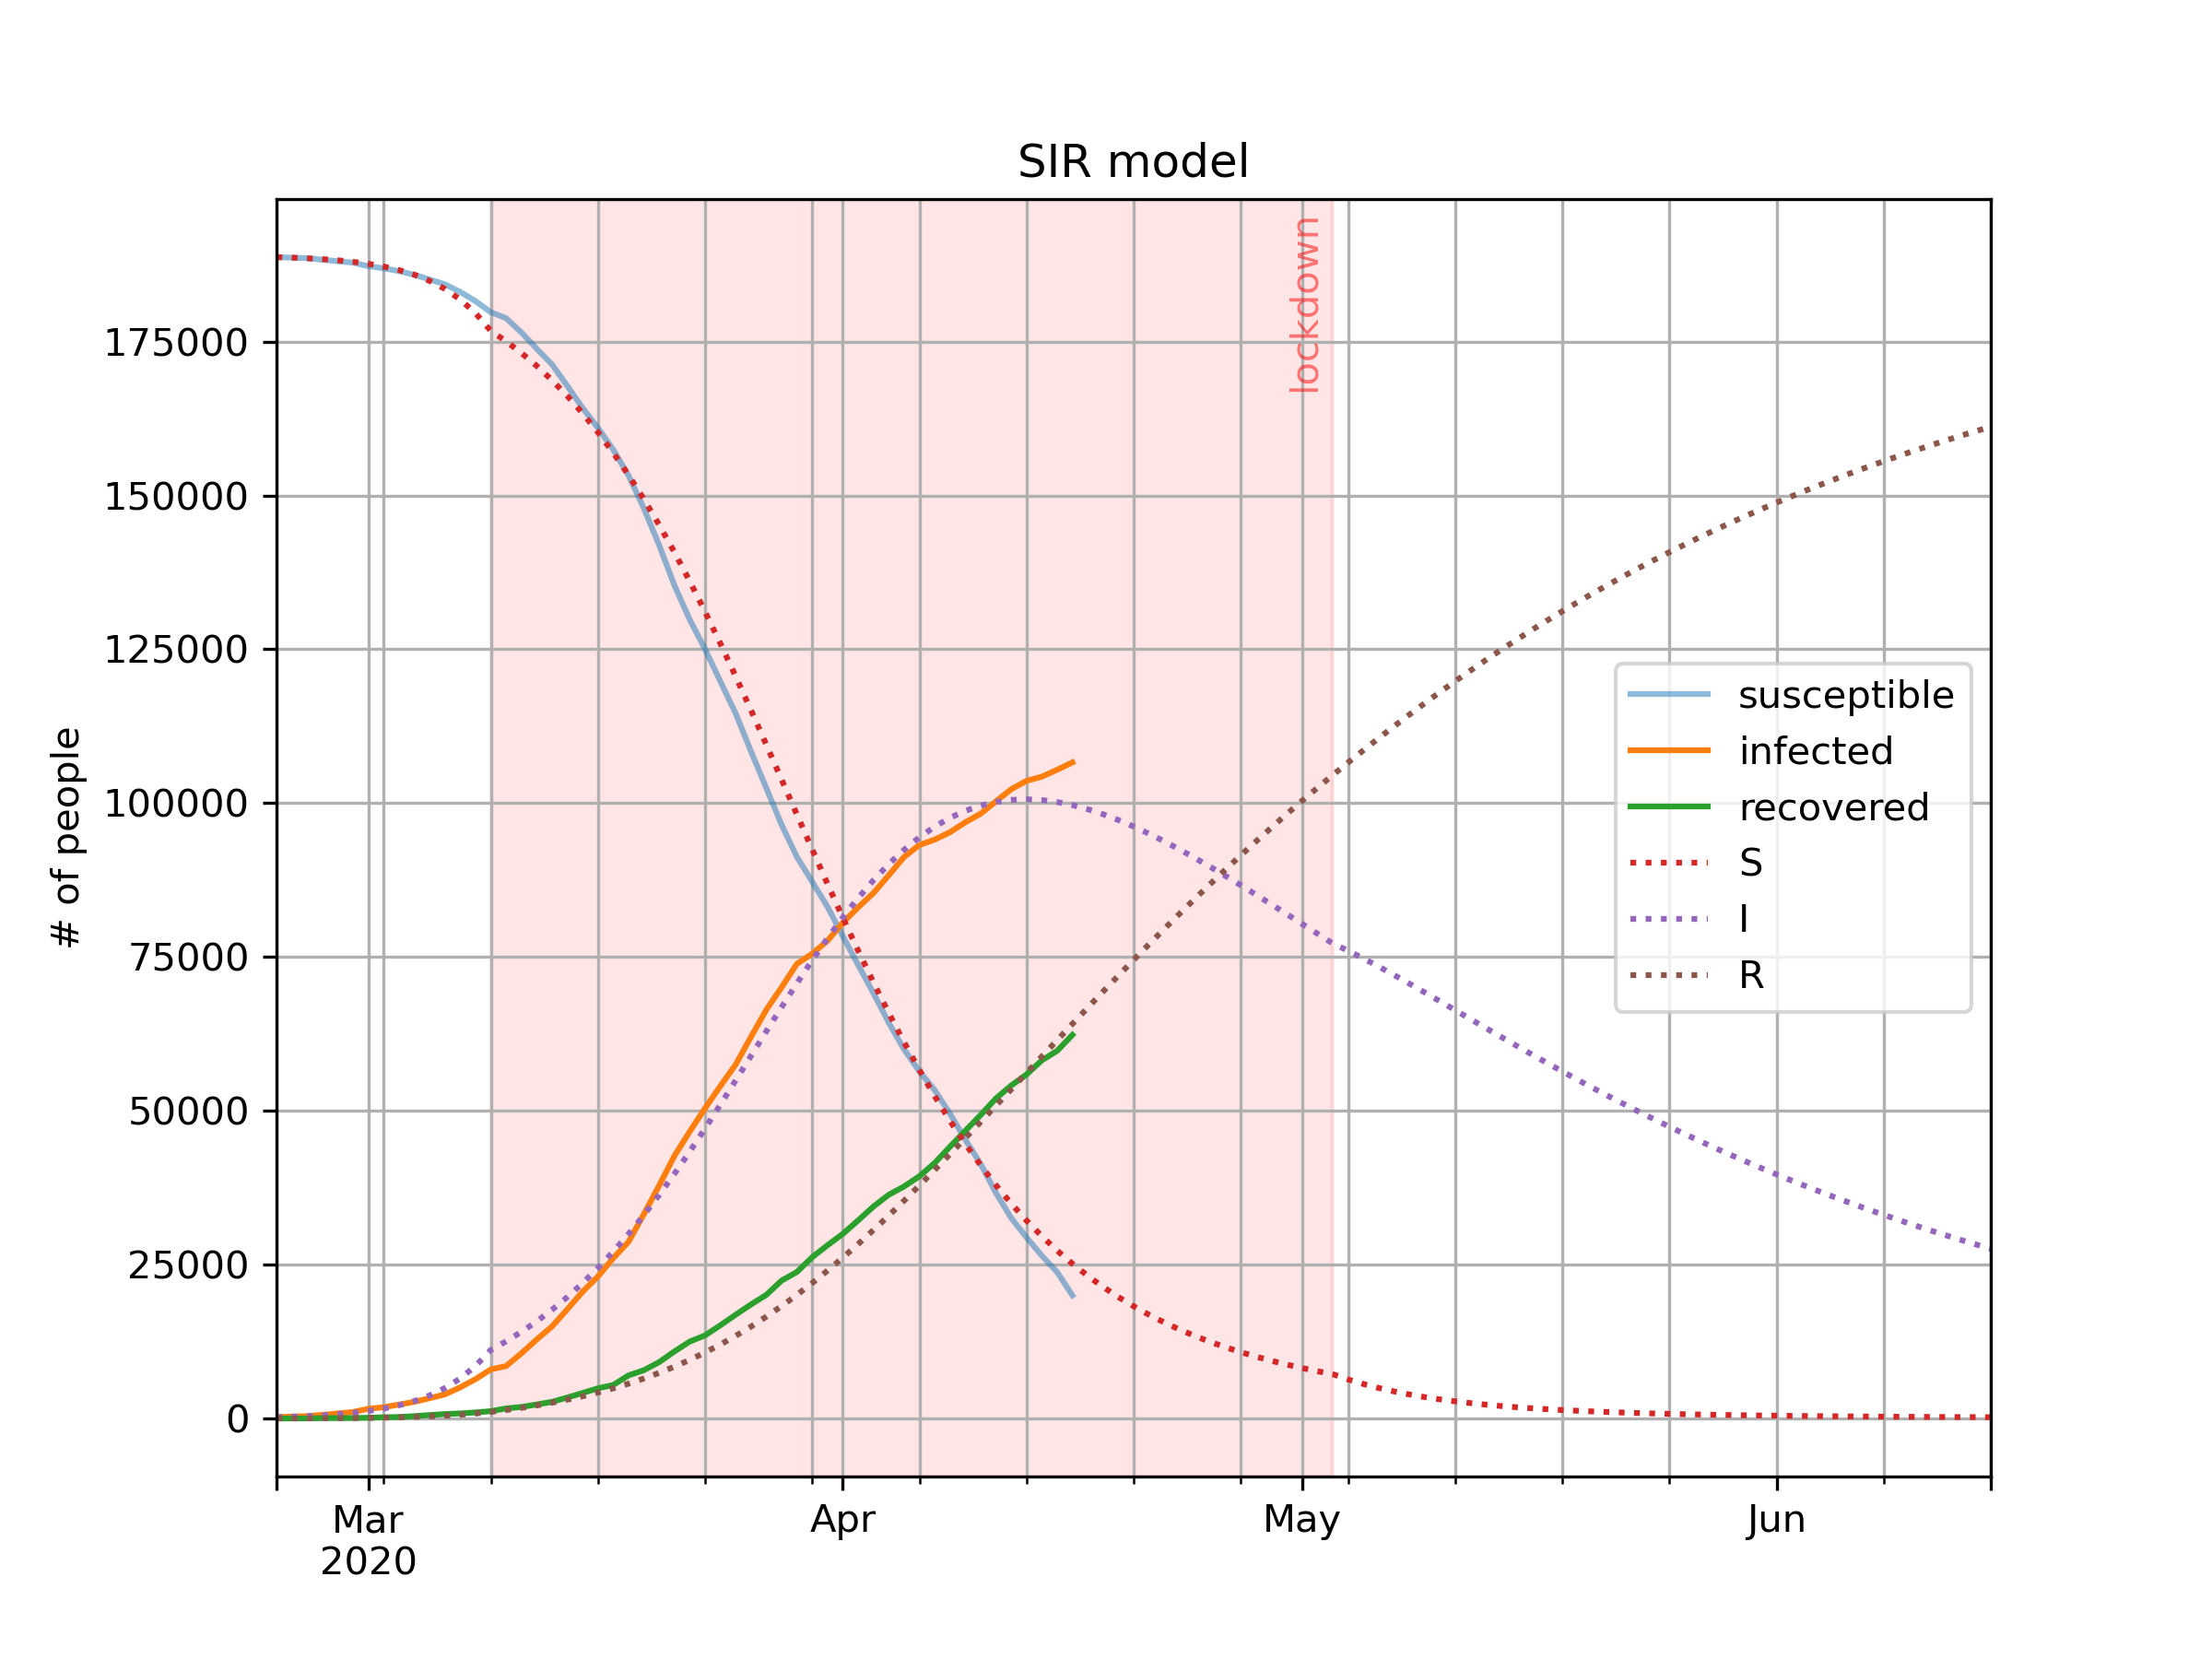 SIR model
lockdown
175000
150000
125000
100000
75000
50000
25000
0
# of people
susceptible
infected
recovered
S
I
R
Mar
2020
Apr
May
Jun